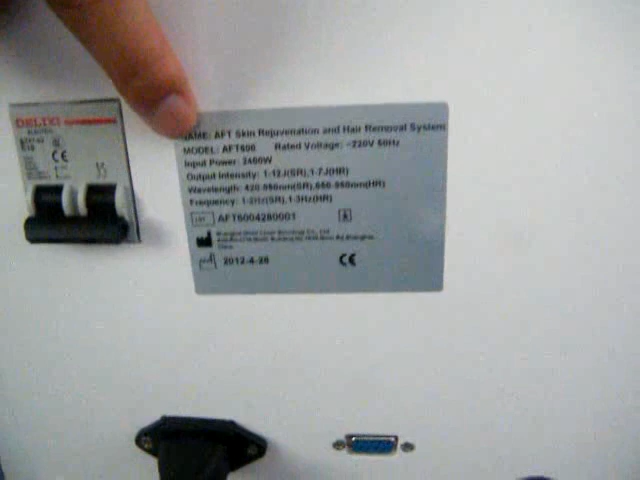 DELIXI
NAME: AFT Skin Rejuvenation and Hair Removal System
MODEL: AFT600 Rated Voltage: ~220V 50Hz
Input Power: 2400W
Output Intensity: 1-12J(SR),1-7J(HR)
Wavelength: 420-950nm(SR),650-950nm(HR)
Frequency: 1-2Hz(SR),1-3Hz(HR)
AFT6004280001
China
2012-4-28 CE